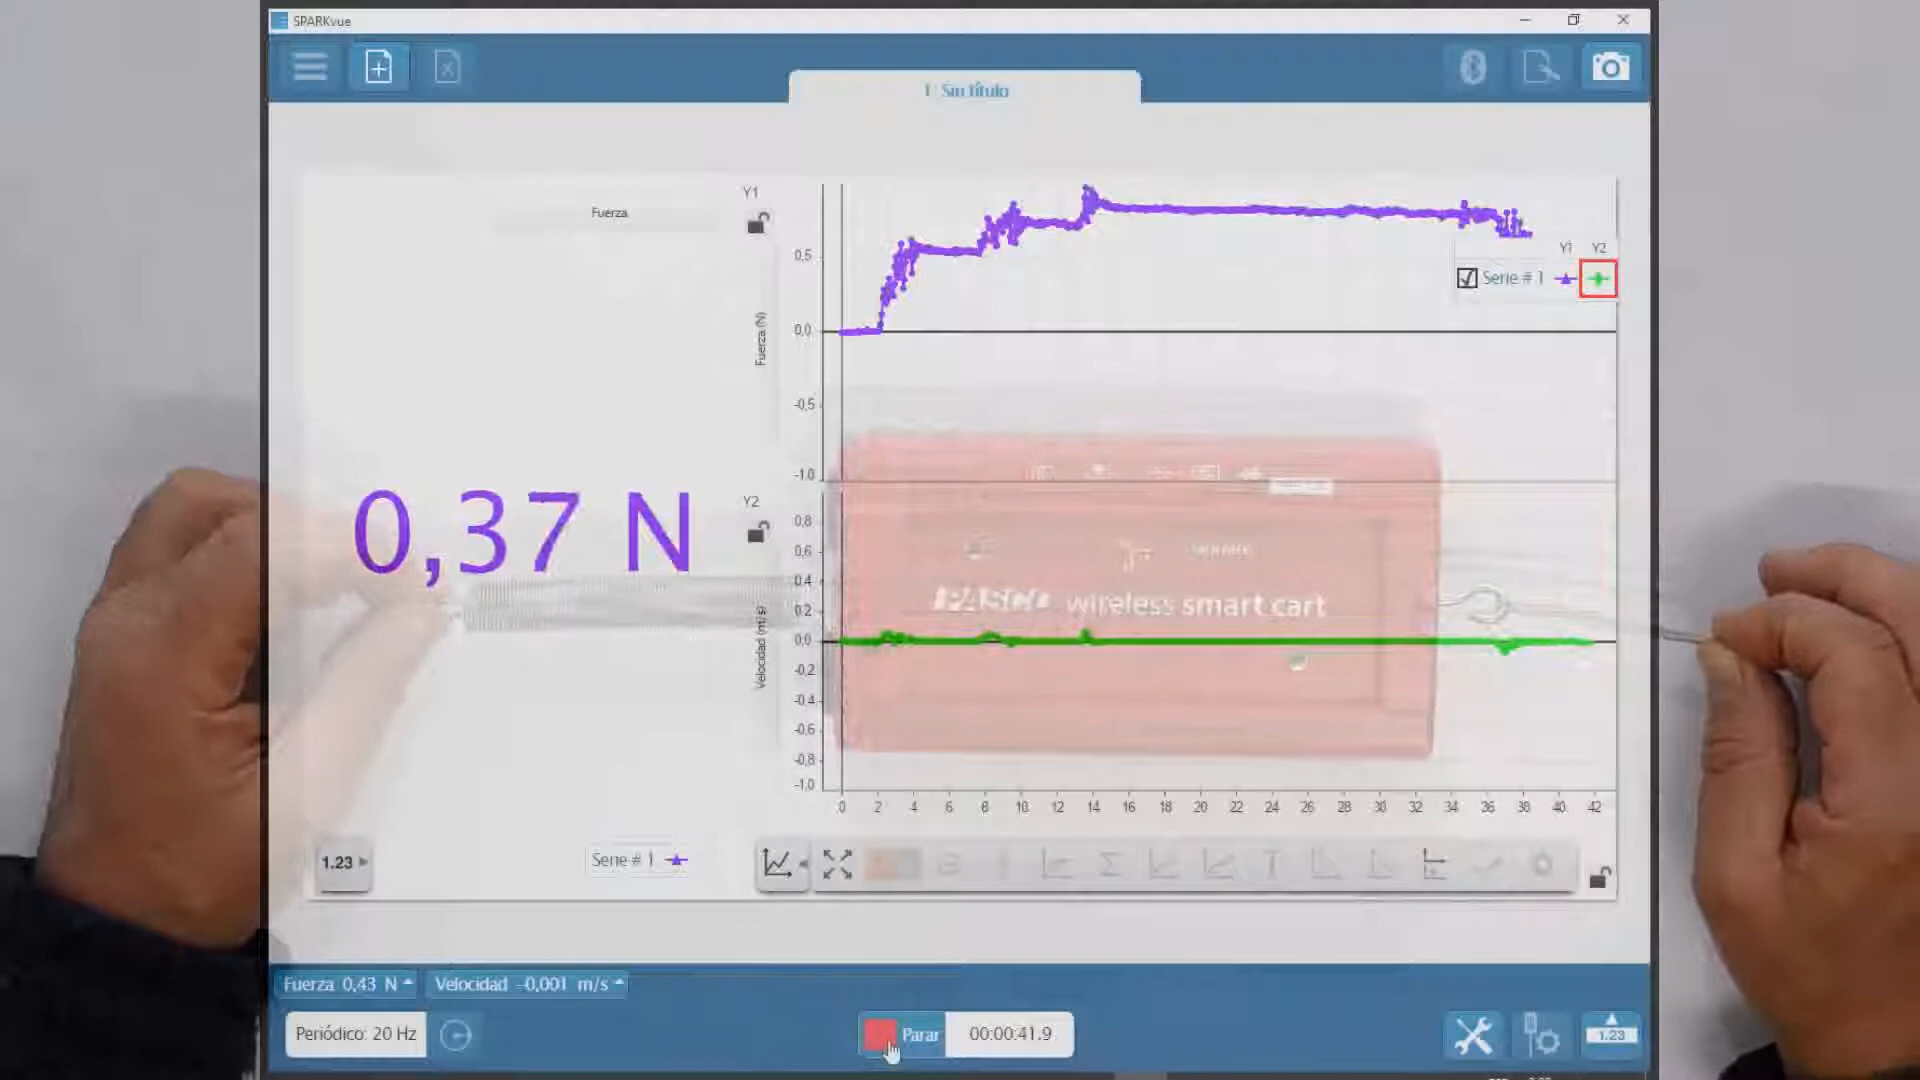 SPARKvue
1 Sin título
Fuerza
Y1
0,5
0,0
-0,5
-1,0
Fuerza (N)
Y1 Y2
Serie # 1
0,37 N
Y2
0,8
0,6
0,4
0,2
0,0
-0,2
-0,4
-0,6
-0,8
-1,0
Velocidad (m/s)
wireless smart cart
0 2 4 6 8 10 12 14 16 18 20 22 24 26 28 30 32 34 36 38 40 42
1.23
Serie # 1
Fuerza 0,43 N
Velocidad -0,001 m/s
Periódico: 20 Hz
Parar
00:00:41.9
1.23